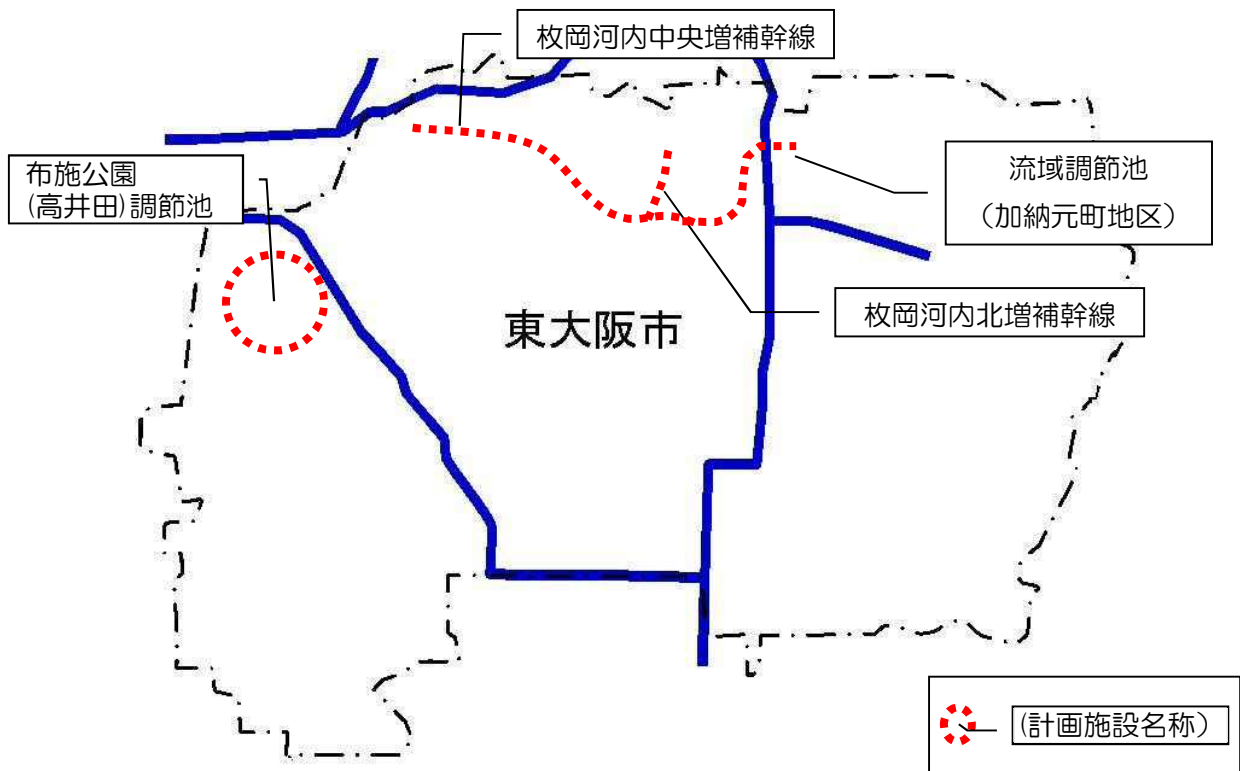 枚岡河内中央増補幹線
布施公園
(高井田)調節池
流域調節池
（加納元町地区）
枚岡河内北増補幹線
東大阪市
(計画施設名称）